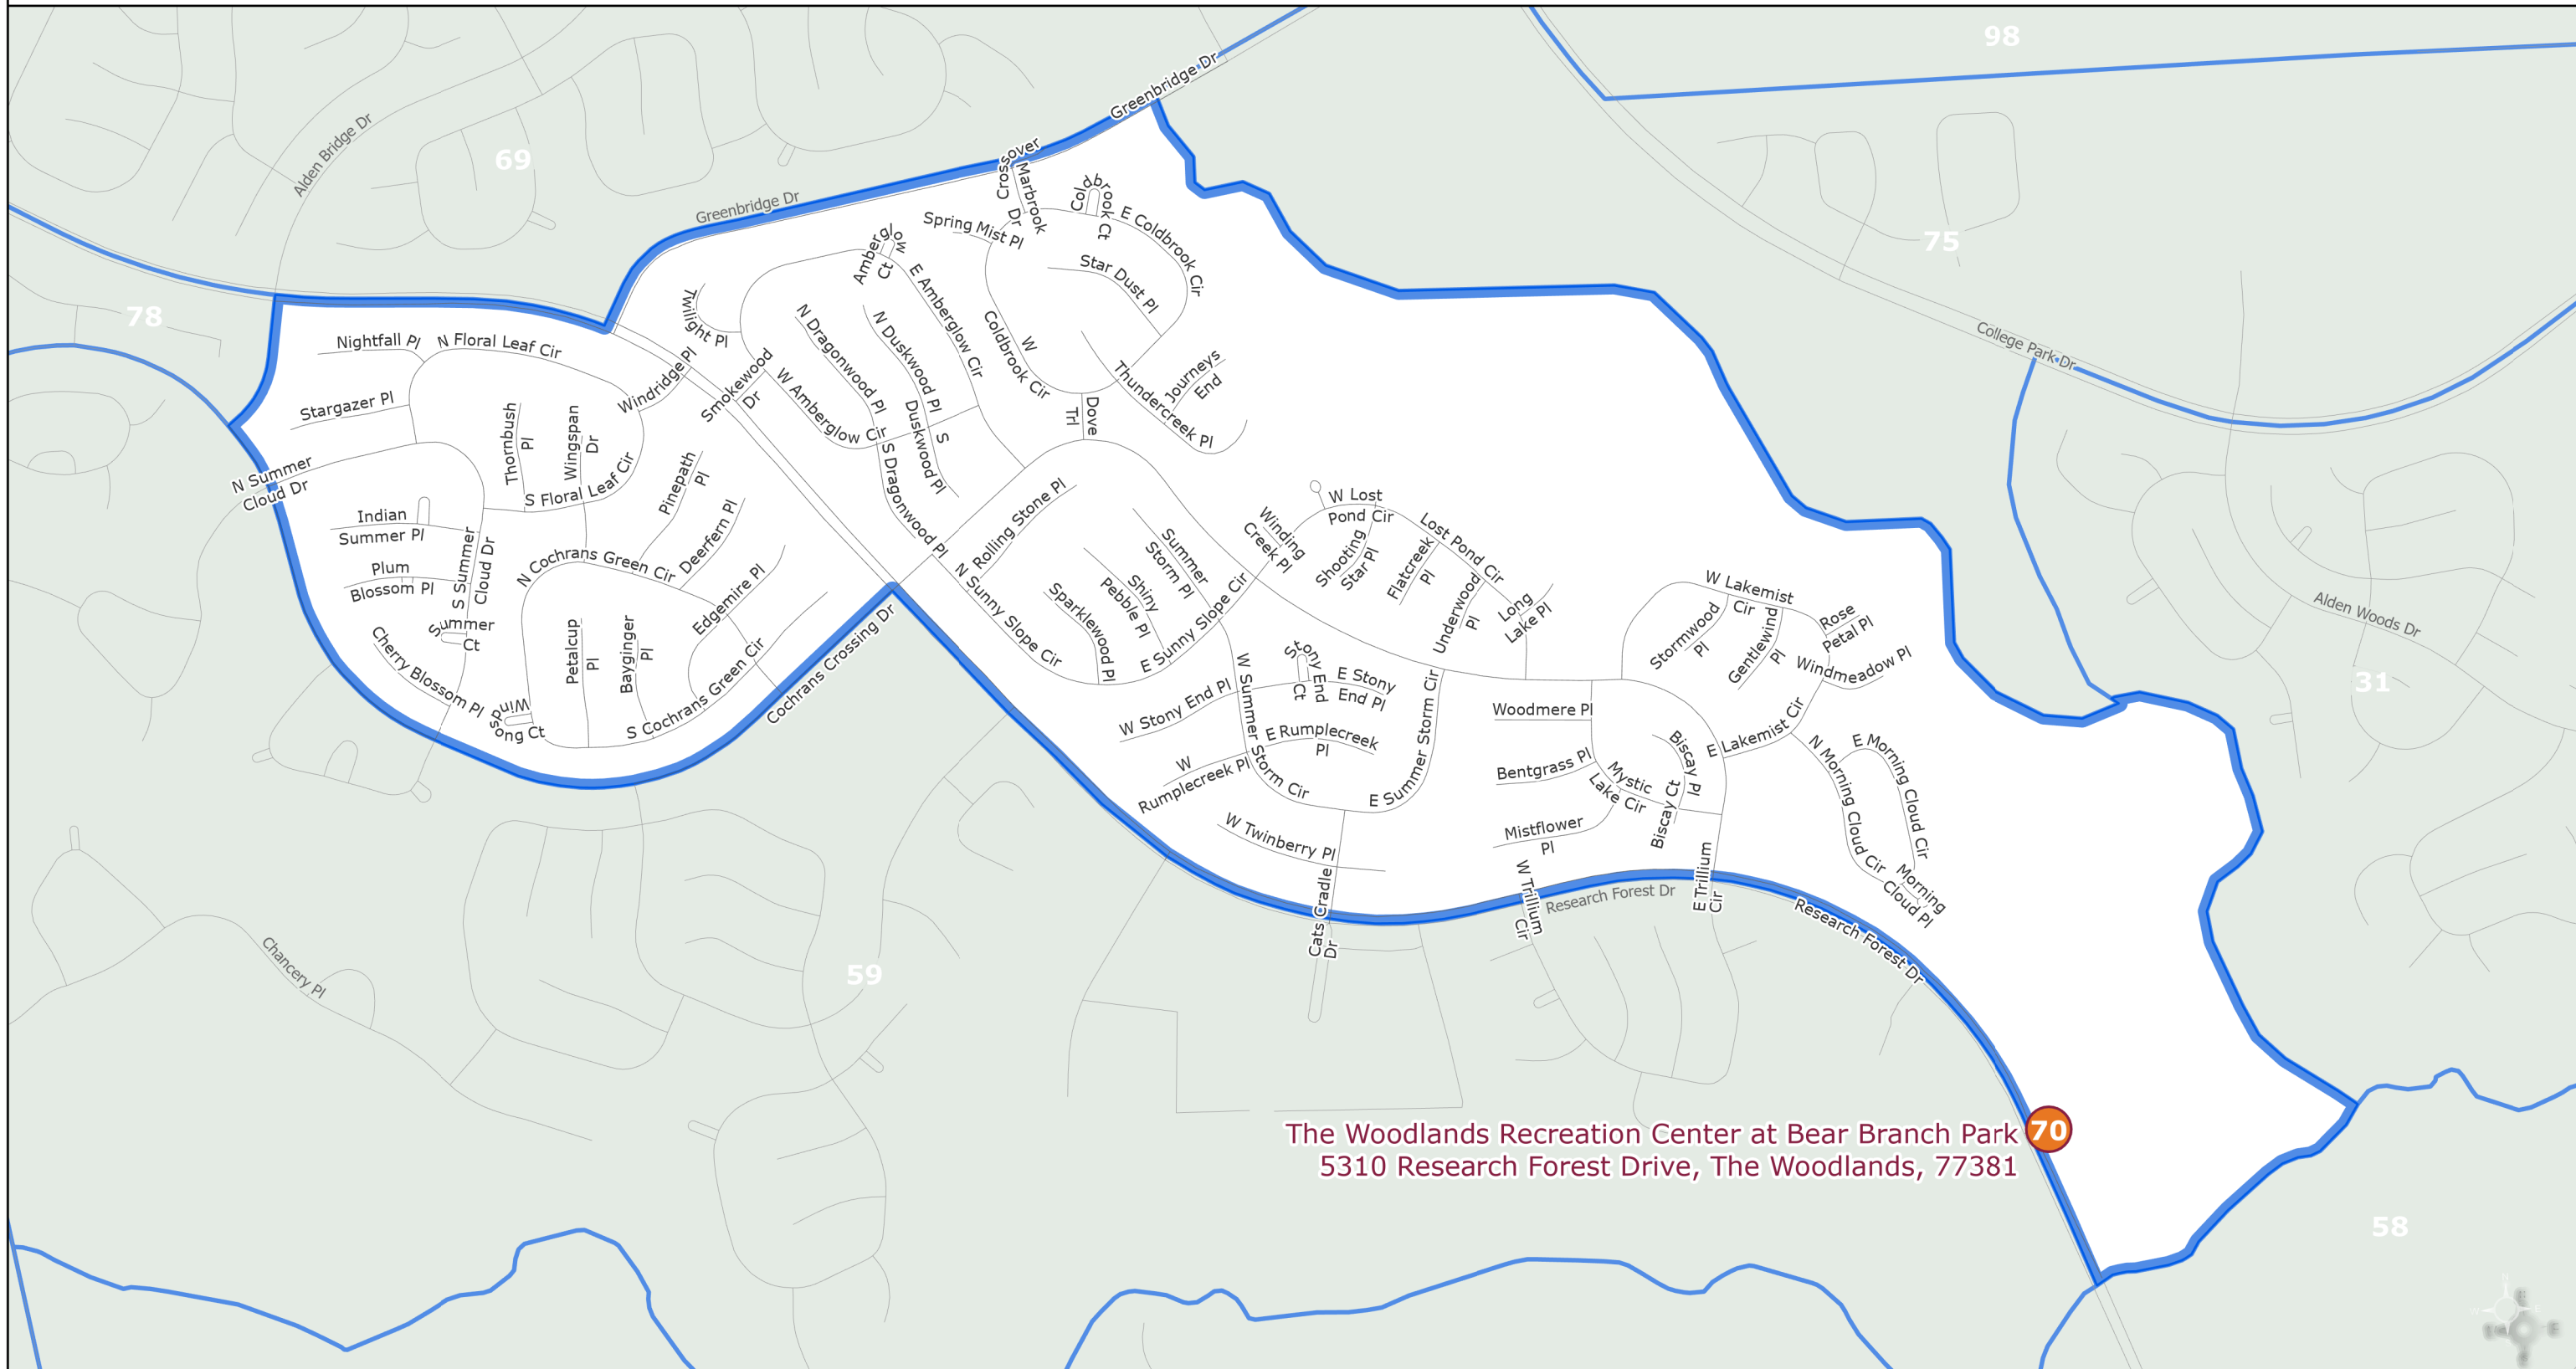 98
Greenbridge Dr
Alden Bridge Dr
69
Crossover
Marbrook
Dr
Coldbrook Ct
Greenbridge Dr
E Coldbrook Cir
Spring Mist Pl
75
Amberglow
Ct
Star Dust Pl
E Amberglow Cir
78
Twilight Pl
N Dragonwood Pl
N Duskwood Pl
W
Coldbrook Cir
College Park Dr
Nightfall Pl
N Floral Leaf Cir
Windridge Pl
Smokewood
Dr
W Amberglow Cir
Thundercreek Pl
Journeys
End
Stargazer Pl
Thornbush
Pl
Wingspan
Dr
S
Duskwood Pl
Dove
Trl
N Summer
Cloud Dr
S Floral Leaf Cir
Pinepath
Pl
S Dragonwood Pl
Rolling Stone Pl
Indian
Summer Pl
Deerfern Pl
W Lost
Pond Cir
Winding
Creek Pl
Lost Pond Cir
Shooting
Star Pl
Flatcreek
Pl
S Summer
Cloud Dr
Plum
Blossom Pl
N Cochrans Green Cir
Edgemire Pl
N Sunny Slope Cir
Summer
Storm Pl
Shiny
Pebble Pl
Sparklewood Pl
E Sunny Slope Cir
Underwood
Pl
Long
Lake Pl
W Lakemist
Cir
Stormwood
Pl
Gentlewind
Pl
Rose
Petal Pl
Windmeadow Pl
Alden Woods Dr
Summer
Ct
Cherry Blossom Pl
Petalcup
Pl
Bayginger
Pl
Windsong Ct
S Cochrans Green Cir
Cochrans Crossing Dr
W Summer Storm Cir
Stony End
Ct
E Stony
End Pl
W Stony End Pl
E Summer Storm Cir
31
Woodmere Pl
E Rumplecreek
Pl
W
Rumplecreek Pl
Bentgrass Pl
Mystic
Lake Cir
Biscay Pl
Biscay Ct
E Lakemist Cir
N Morning Cloud Cir
E Morning Cloud Cir
W Twinberry Pl
Mistflower
Pl
Cats Cradle
Dr
W Trillium
Cir
Research Forest Dr
E Trillium
Cir
Morning
Cloud Pl
Research Forest Dr
Chancery Pl
59
The Woodlands Recreation Center at Bear Branch Park
70
5310 Research Forest Drive, The Woodlands, 77381
58